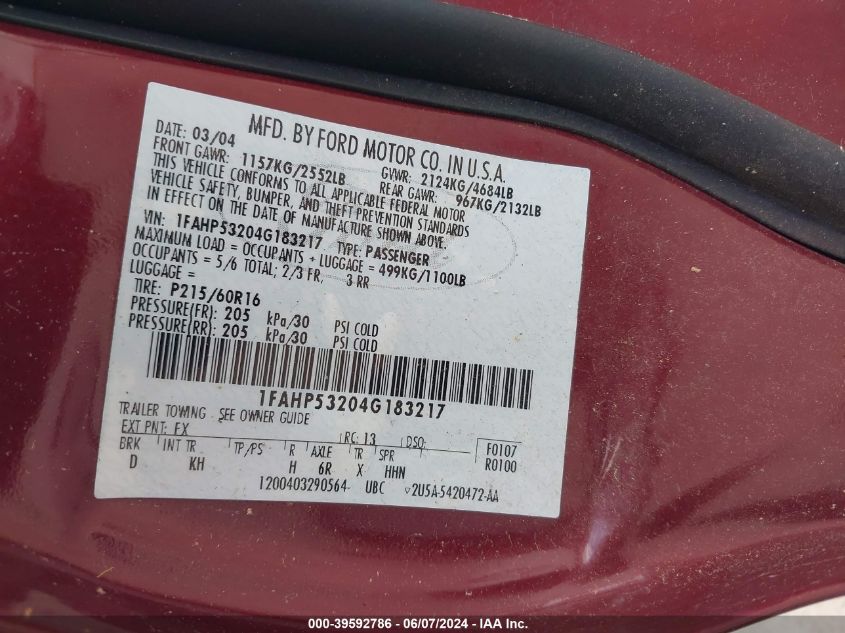 MFD. BY FORD MOTOR CO. IN U.S.A.
DATE: 03/04 GVWR: 2124KG/4684LB
FRONT GAWR: 1157KG/2552LB REAR GAWR: 967KG/2132LB
THIS VEHICLE CONFORMS TO ALL APPLICABLE FEDERAL MOTOR
VEHICLE SAFETY, BUMPER, AND THEFT PREVENTION STANDARDS
IN EFFECT ON THE DATE OF MANUFACTURE SHOWN ABOVE.
VIN: 1FAHP53204G183217 TYPE: PASSENGER
MAXIMUM LOAD = OCCUPANTS + LUGGAGE = 499KG/1100LB
OCCUPANTS = 5/6 TOTAL; 2/3 FR, 3 RR
LUGGAGE =
TIRE: P215/60R16
PRESSURE(FR): 205 kPa/30 PSI COLD
PRESSURE(RR): 205 kPa/30 PSI COLD
1FAHP53204G183217
TRAILER TOWING - SEE OWNER GUIDE
EXT PNT: FX RC: 13 DSO: F0107
BRK INT TR TP/PS R AXLE TR SPR R0100
D KH H 6R X HHN
1200403290564 UBC 2U5A-5420472-AA
000-39592786 - 06/07/2024 - IAA Inc.